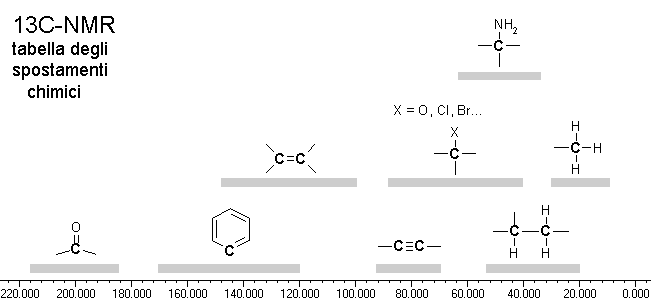 13C-NMR
tabella degli
spostamenti
chimici
NH2
C
X = O, Cl, Br...
X
C
C=C
H
C H
H
O
C
C
C≡C
H
C C
H H
220.000 200.000 180.000 160.000 140.000 120.000 100.000 80.000 60.000 40.000 20.000 0.000